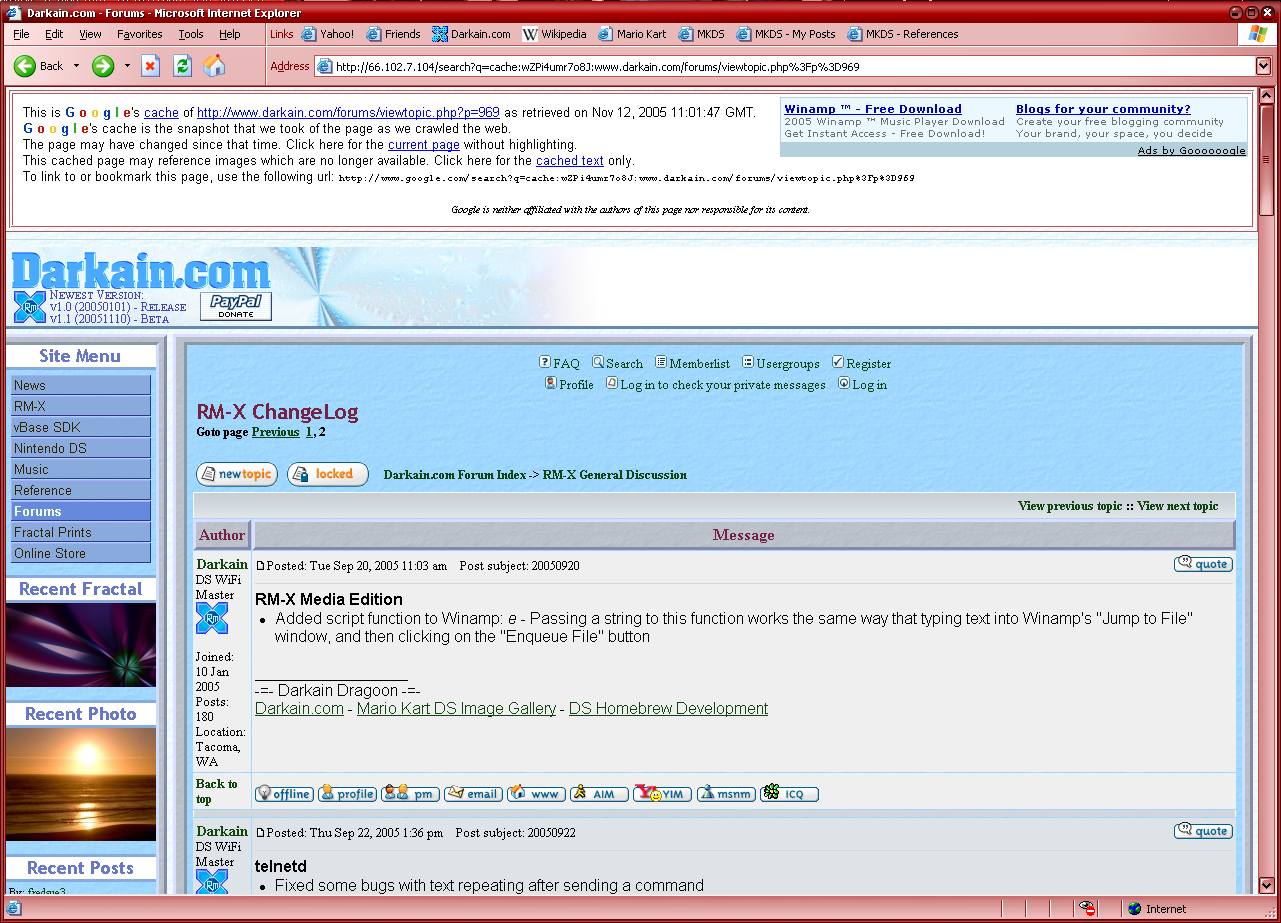 Darkain.com - Forums - Microsoft Internet Explorer
File Edit View Favorites Tools Help Links Yahoo! Friends Darkain.com Wikipedia Mario Kart MKDS MKDS - My Posts MKDS - References
Back Address http://66.102.7.104/search?q=cache:wZPi4umr7o8J:www.darkain.com/forums/viewtopic.php%3Fp%3D969
This is Google's cache of http://www.darkain.com/forums/viewtopic.php?p=969 as retrieved on Nov 12, 2005 11:01:47 GMT.
Google's cache is the snapshot that we took of the page as we crawled the web.
The page may have changed since that time. Click here for the current page without highlighting.
This cached page may reference images which are no longer available. Click here for the cached text only.
To link to or bookmark this page, use the following url: http://www.google.com/search?q=cache:wZPi4umr7o8J:www.darkain.com/forums/viewtopic.php%3Fp%3D969
Winamp ™ - Free Download
2005 Winamp ™ Music Player Download
Get Instant Access - Free Download!
Blogs for your community?
Create your free blogging community
Your brand, your space, you decide
Ads by Goooooogle
Google is neither affiliated with the authors of this page nor responsible for its content.
Darkain.com
Rm
Newest Version:
v1.0 (20050101) - Release
v1.1 (20051110) - Beta
PayPal
DONATE
Site Menu
News
RM-X
vBase SDK
Nintendo DS
Music
Reference
Forums
Fractal Prints
Online Store
Recent Fractal
Recent Photo
Recent Posts
By: fredsue3
FAQ Search Memberlist Usergroups Register
Profile Log in to check your private messages Log in
RM-X ChangeLog
Goto page Previous 1, 2
newtopic locked Darkain.com Forum Index -> RM-X General Discussion
View previous topic :: View next topic
Author Message
Darkain
DS WiFi
Master
Rm
Joined:
10 Jan
2005
Posts:
180
Location:
Tacoma,
WA
Posted: Tue Sep 20, 2005 11:03 am Post subject: 20050920
quote
RM-X Media Edition
• Added script function to Winamp: e - Passing a string to this function works the same way that typing text into Winamp's "Jump to File"
window, and then clicking on the "Enqueue File" button
_________________
-=- Darkain Dragoon -=-
Darkain.com - Mario Kart DS Image Gallery - DS Homebrew Development
Back to
top
offline profile pm email www AIM YIM msnm ICQ
Darkain
DS WiFi
Master
Rm
Posted: Thu Sep 22, 2005 1:36 pm Post subject: 20050922
quote
telnetd
• Fixed some bugs with text repeating after sending a command
Internet